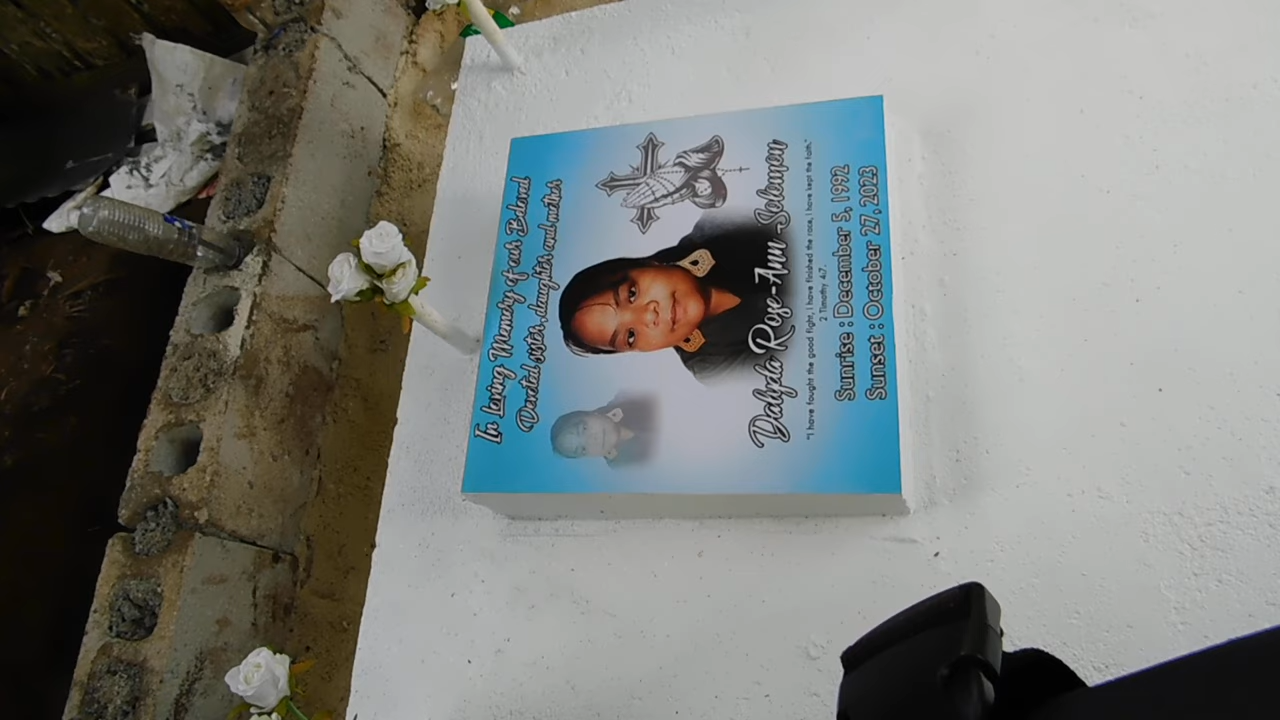 In Loving Memory of our Beloved
Devoted sister, daughter and mother
Dalyda Rose-Ann Solomon
"I have fought the good fight, I have finished the race, I have kept the faith."
2 Timothy 4:7.
Sunrise : December 5, 1992
Sunset : October 27, 2023